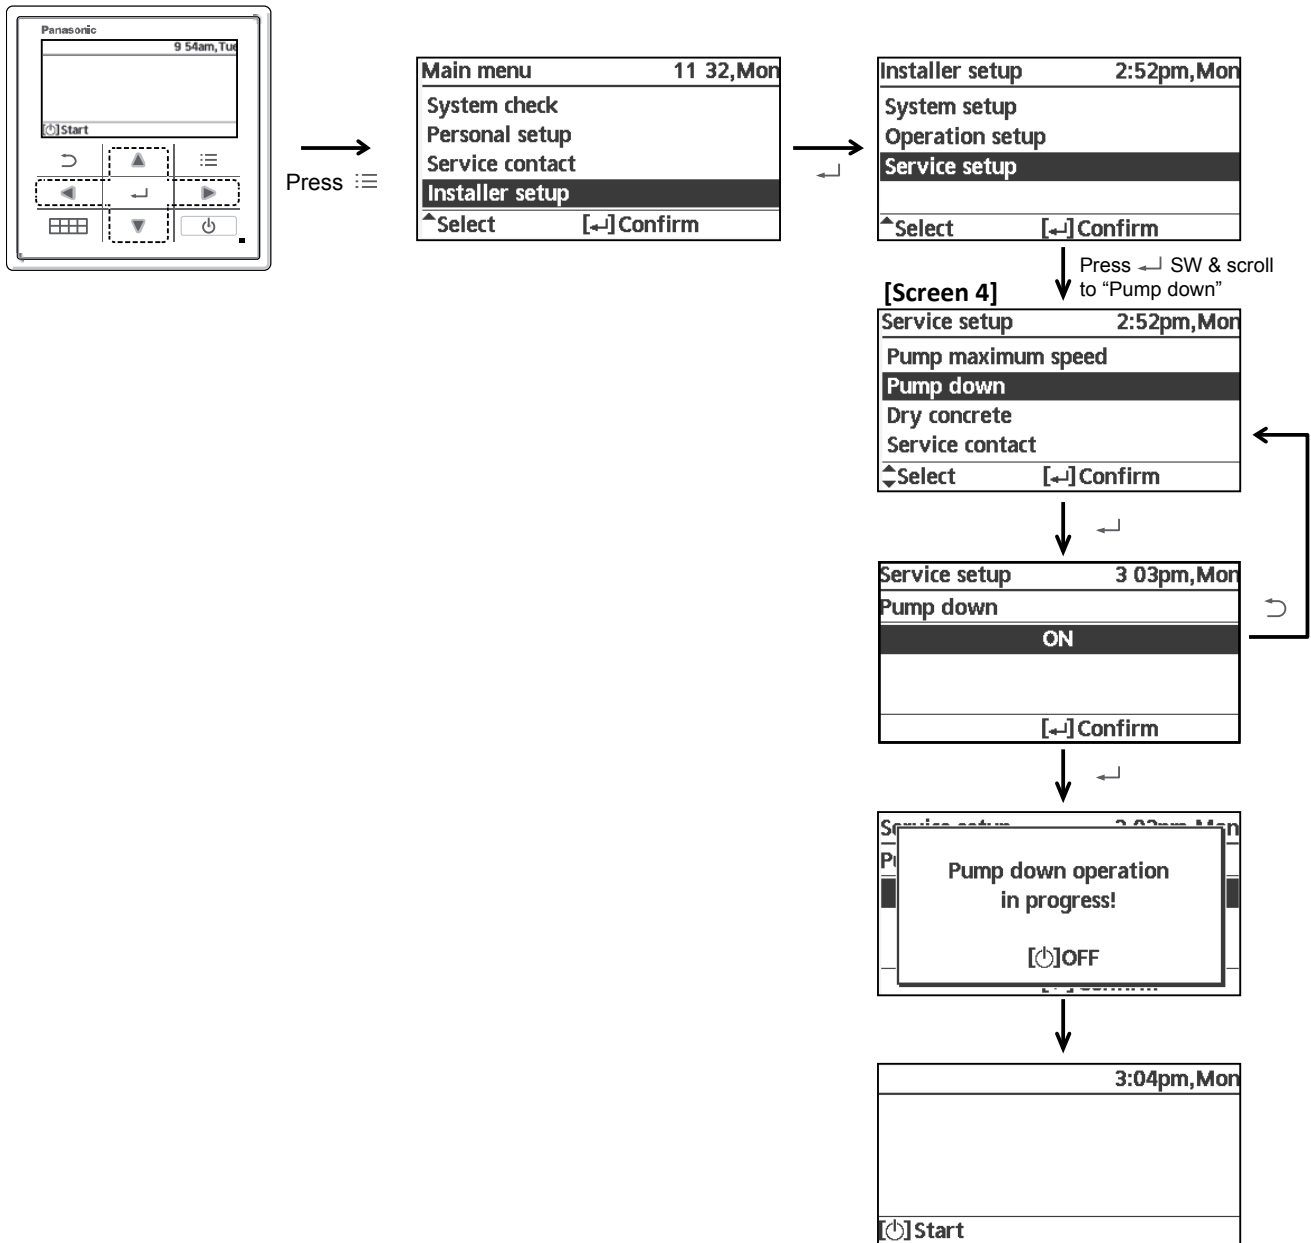 Panasonic
9 54am,Tue
[⏻]Start
Press
Main menu 11 32,Mon
System check
Personal setup
Service contact
Installer setup
Select [↵]Confirm
Installer setup 2:52pm,Mon
System setup
Operation setup
Service setup
Select [↵]Confirm
Press ↵ SW & scroll
to “Pump down”
[Screen 4]
Service setup 2:52pm,Mon
Pump maximum speed
Pump down
Dry concrete
Service contact
Select [↵]Confirm
Service setup 3 03pm,Mon
Pump down
ON
[↵]Confirm
Pump down operation
in progress!
[⏻]OFF
3:04pm,Mon
[⏻]Start